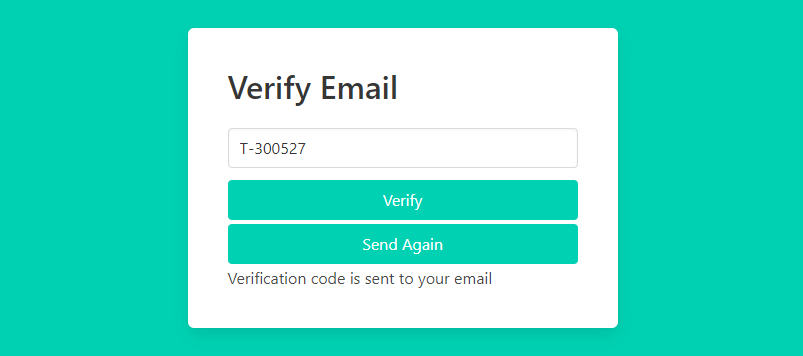 Verify Email
T-300527
Verify
Send Again
Verification code is sent to your email